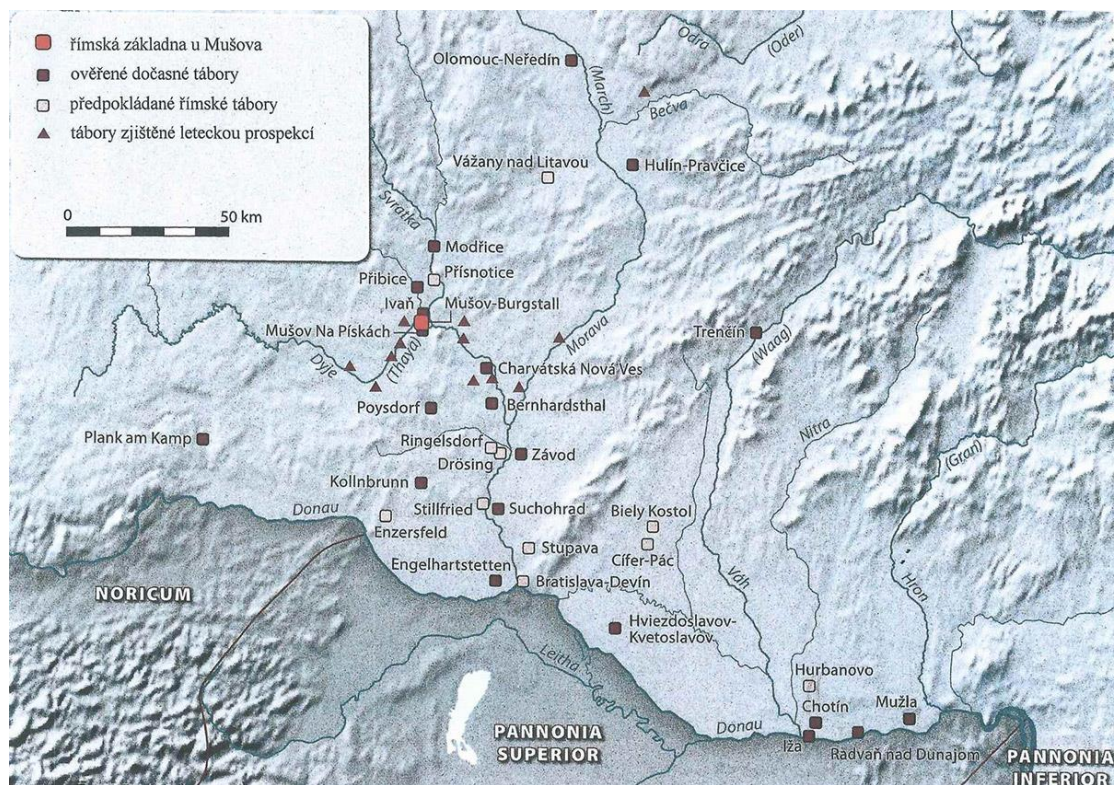 římská základna u Mušova
ověřené dočasné tábory
předpokládané římské tábory
tábory zjištěné leteckou prospekcí
0
50 km
Odra
(Oder)
Olomouc-Neředín
(March)
Bečva
Vážany nad Litavou
Hulín-Pravčice
Svratka
Modřice
Přísnotice
Přibice
Ivaň
Mušov-Burgstall
Mušov Na Pískách
Dyje
(Thaya)
Morava
Trenčín
(Waag)
Charvátská Nová Ves
Poysdorf
Bernhardsthal
Nitra
Plank am Kamp
Ringelsdorf
Drösing
Závod
(Gran)
Kollnbrunn
Donau
Stillfried
Suchohrad
Biely Kostol
Enzersfeld
Stupava
Cífer-Pác
Engelhartstetten
Bratislava-Devín
Váh
Hron
NORICUM
Hviezdoslavov-
Kvetoslavov
Leitha
Hurbanovo
Chotín
Mužla
PANNONIA
SUPERIOR
Donau
Iža
Radvaň nad Dunajom
PANNONIA
INFERIOR